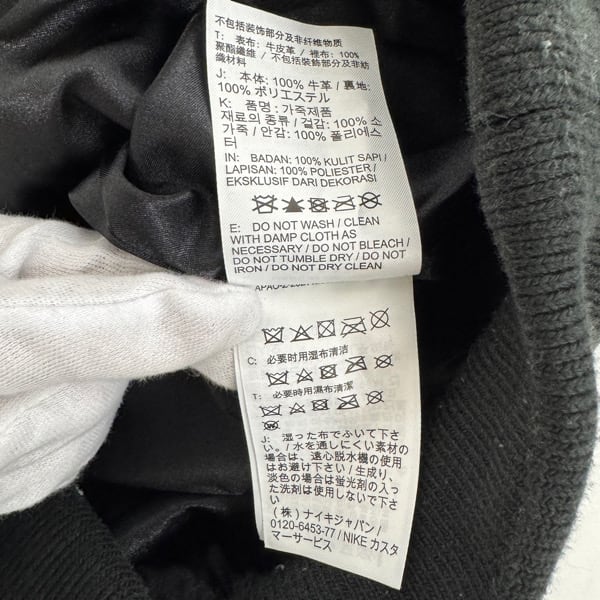 不包括装饰部分及非纤维物质
T: 表布: 牛皮革 / 裡布: 100%
聚酯纖維 / 不包括裝飾部分及非紡
織材料
J: 本体: 100% 牛革 / 裏地:
100% ポリエステル
K: 품명: 가죽제품
재료의 종류 / 겉감: 100% 소
가죽 / 안감: 100% 폴리에스
터
IN: BADAN: 100% KULIT SAPI /
LAPISAN: 100% POLIESTER /
EKSKLUSIF DARI DEKORASI
E: DO NOT WASH / CLEAN
WITH DAMP CLOTH AS
NECESSARY / DO NOT BLEACH /
DO NOT TUMBLE DRY / DO NOT
IRON / DO NOT DRY CLEAN
C: 必要时用湿布清洁
T: 必要時用濕布清潔
J: 湿った布でふいて下さ
い。/ 水を通しにくい素材の
場合は、遠心脱水機の使用
はお避け下さい / 生成り、
淡色の場合は蛍光剤の入っ
た洗剤は使用しないで下さ
い
(株) ナイキジャパン /
0120-6453-77 / NIKE カスタ
マーサービス